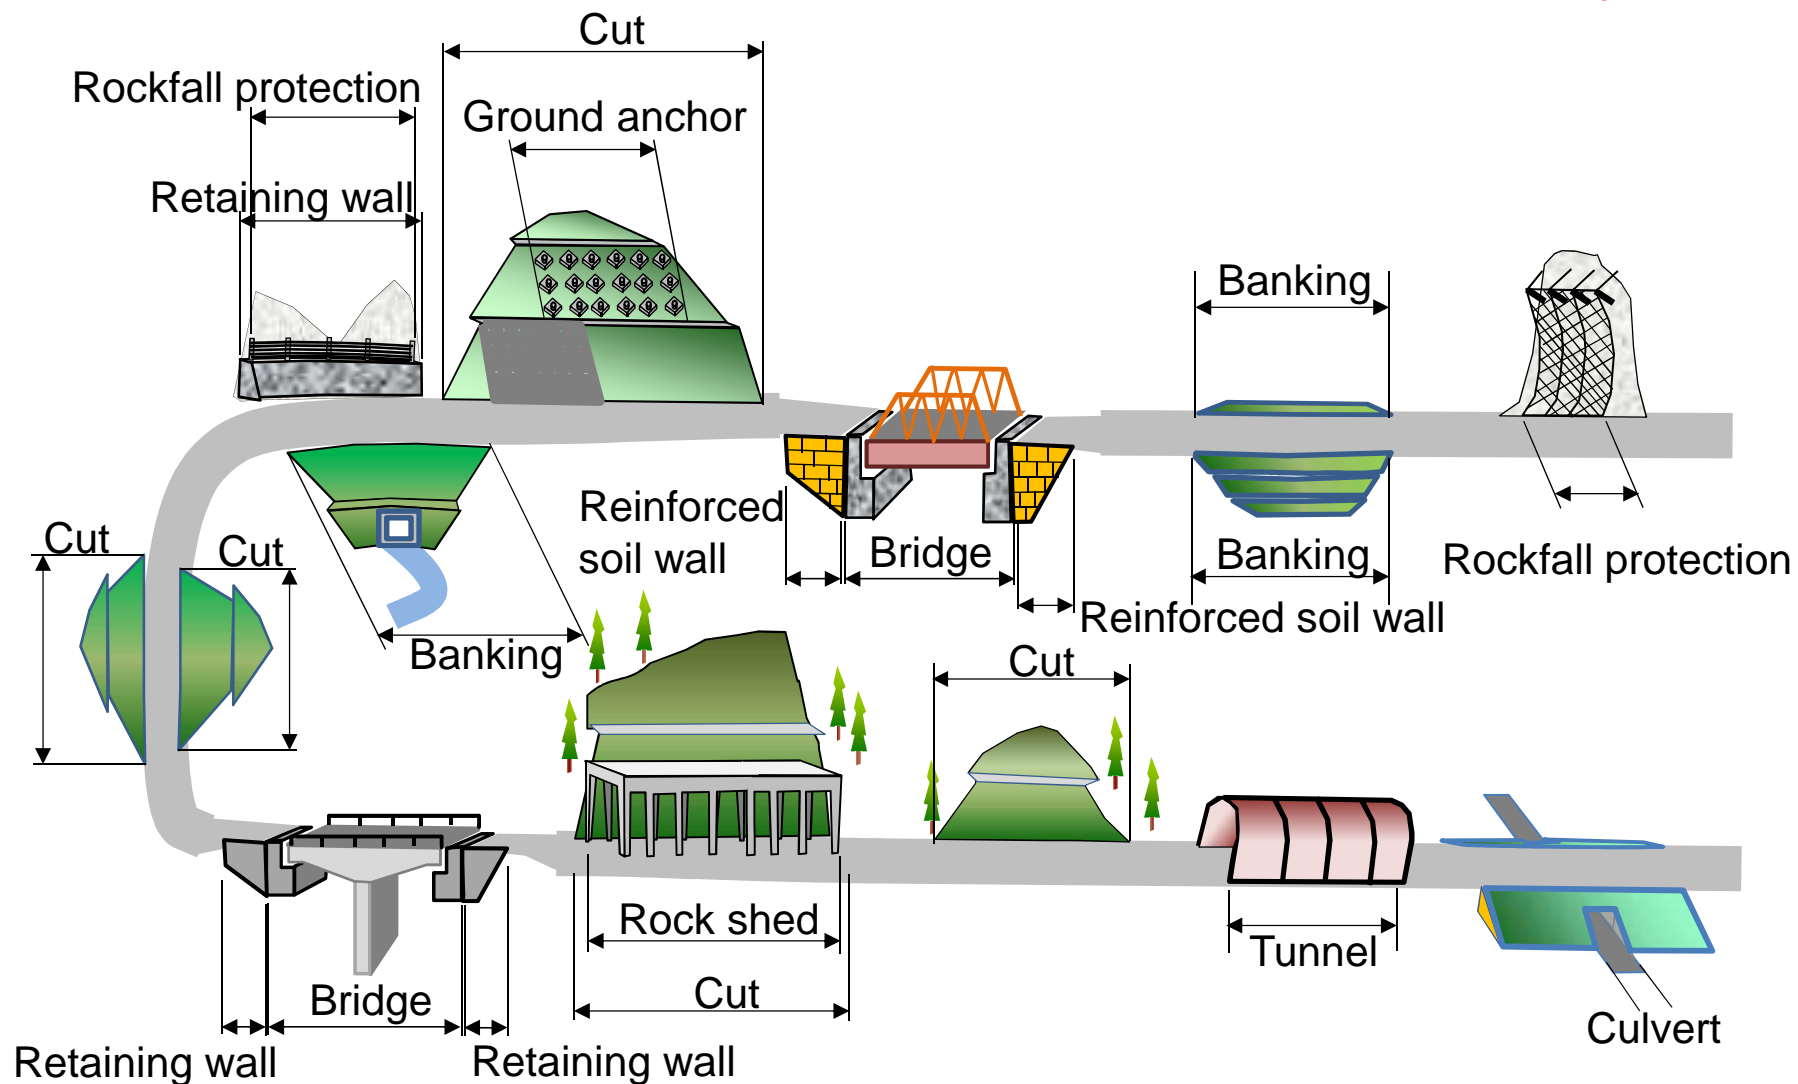 Cut
Rockfall protection
Ground anchor
Retaining wall
Banking
Reinforced
soil wall
Bridge
Banking
Rockfall protection
Cut
Cut
Reinforced soil wall
Banking
Cut
Rock shed
Tunnel
Bridge
Cut
Culvert
Retaining wall
Retaining wall